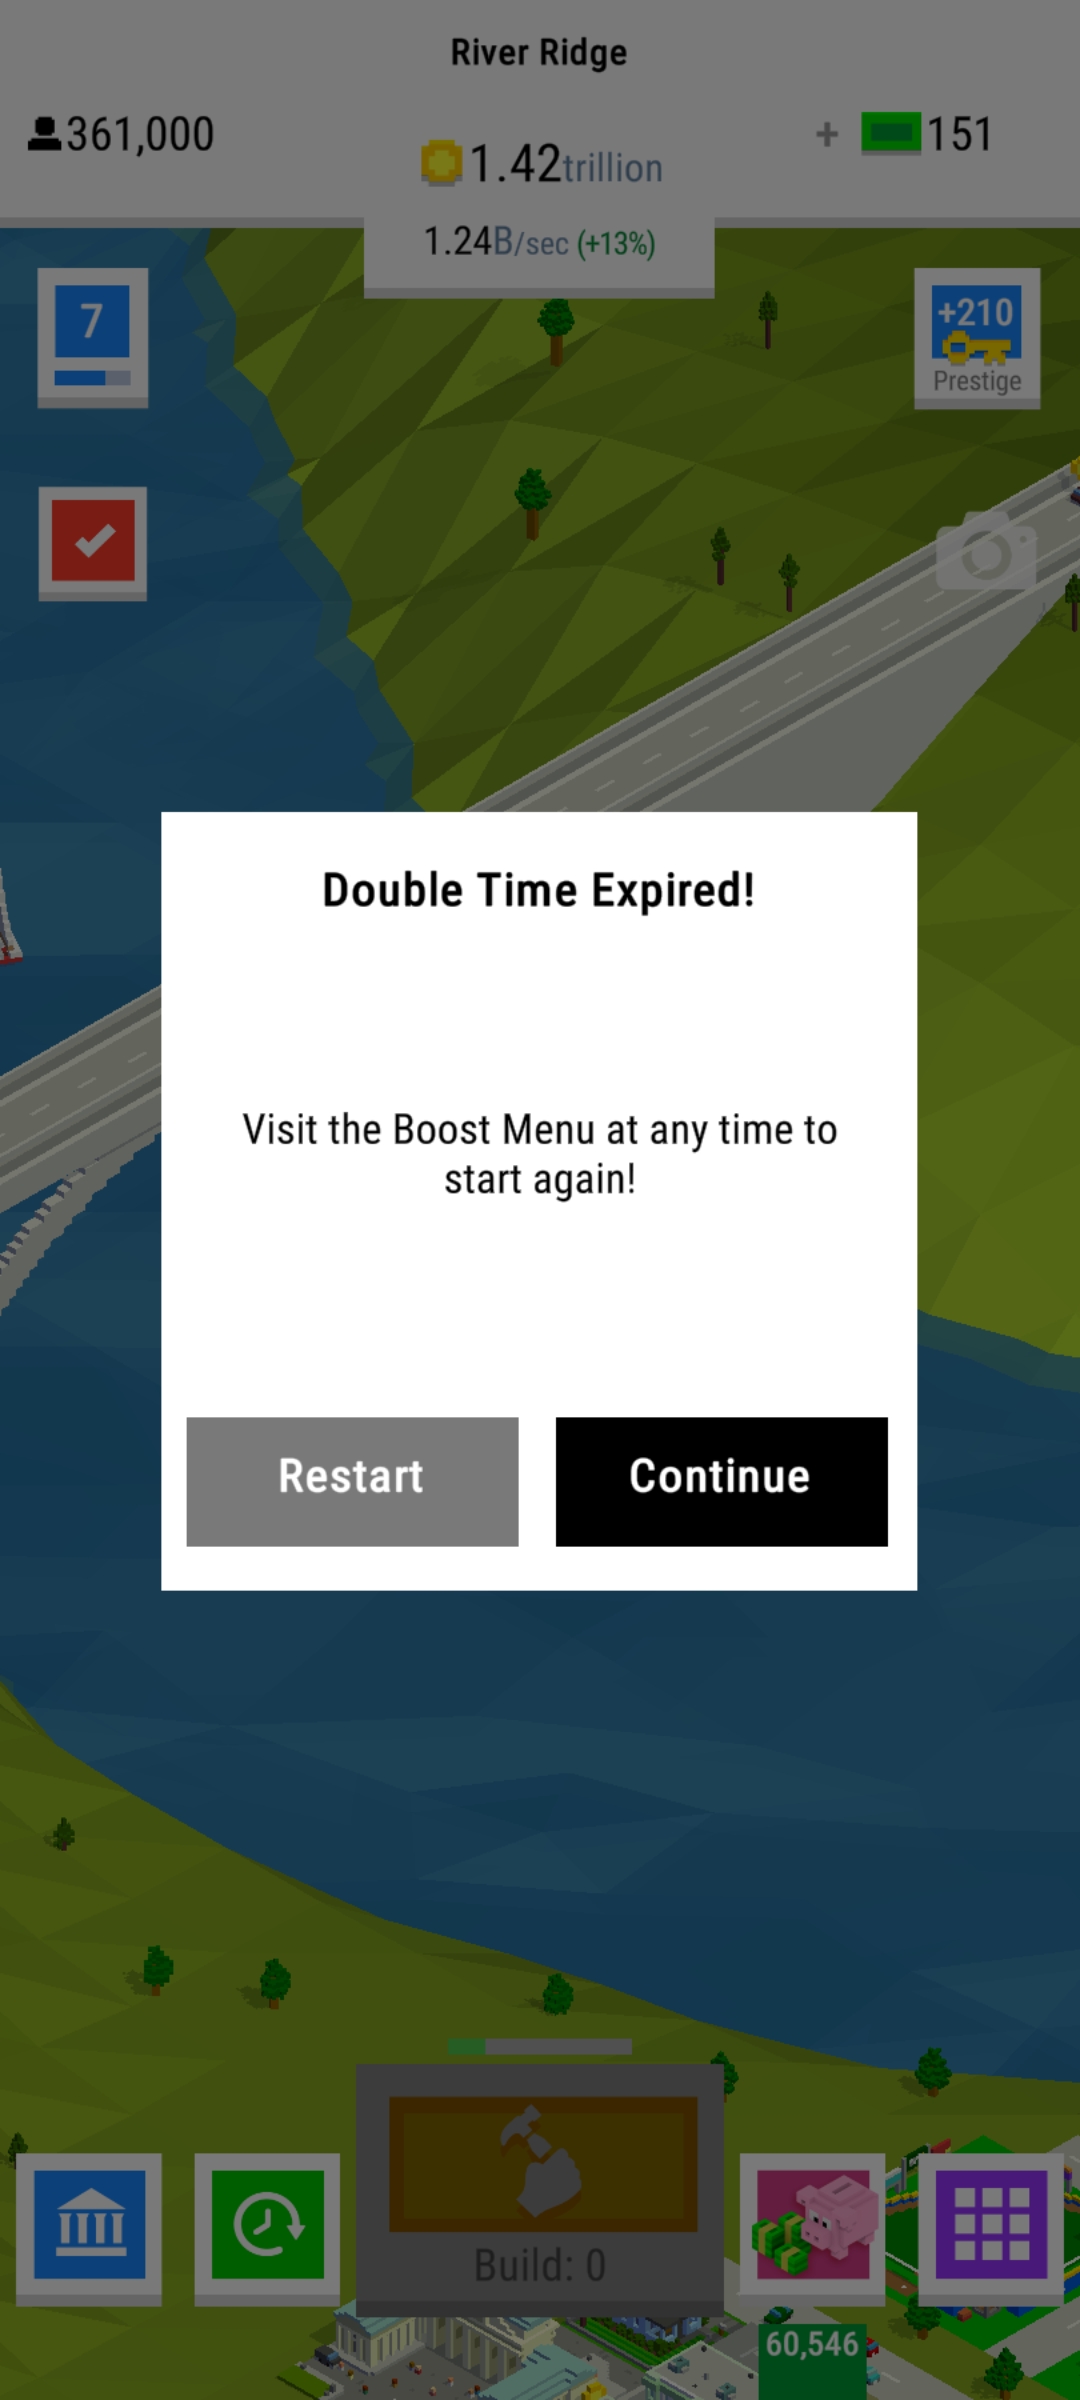 River Ridge
361,000
1.42trillion
+ 151
1.24B/sec (+13%)
7
+210
Prestige
Double Time Expired!
Visit the Boost Menu at any time to
start again!
Restart
Continue
Build: 0
60,546